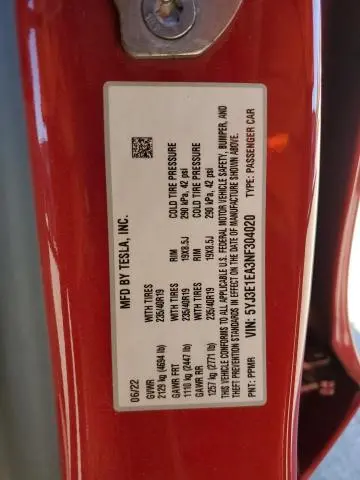 MFD BY TESLA, INC.
06/22
GVWR WITH TIRES RIM COLD TIRE PRESSURE
2129 kg (4694 lb) 235/40R19 19X8.5J 290 kPa, 42 psi
GAWR FRT WITH TIRES RIM COLD TIRE PRESSURE
1110 kg (2447 lb) 235/40R19 19X8.5J 290 kPa, 42 psi
GAWR RR
1257 kg (2771 lb)
THIS VEHICLE CONFORMS TO ALL APPLICABLE U.S. FEDERAL MOTOR VEHICLE SAFETY, BUMPER, AND
THEFT PREVENTION STANDARDS IN EFFECT ON THE DATE OF MANUFACTURE SHOWN ABOVE.
VIN: 5YJ3E1EA3NF304020
PNT: PPMR TYPE: PASSENGER CAR